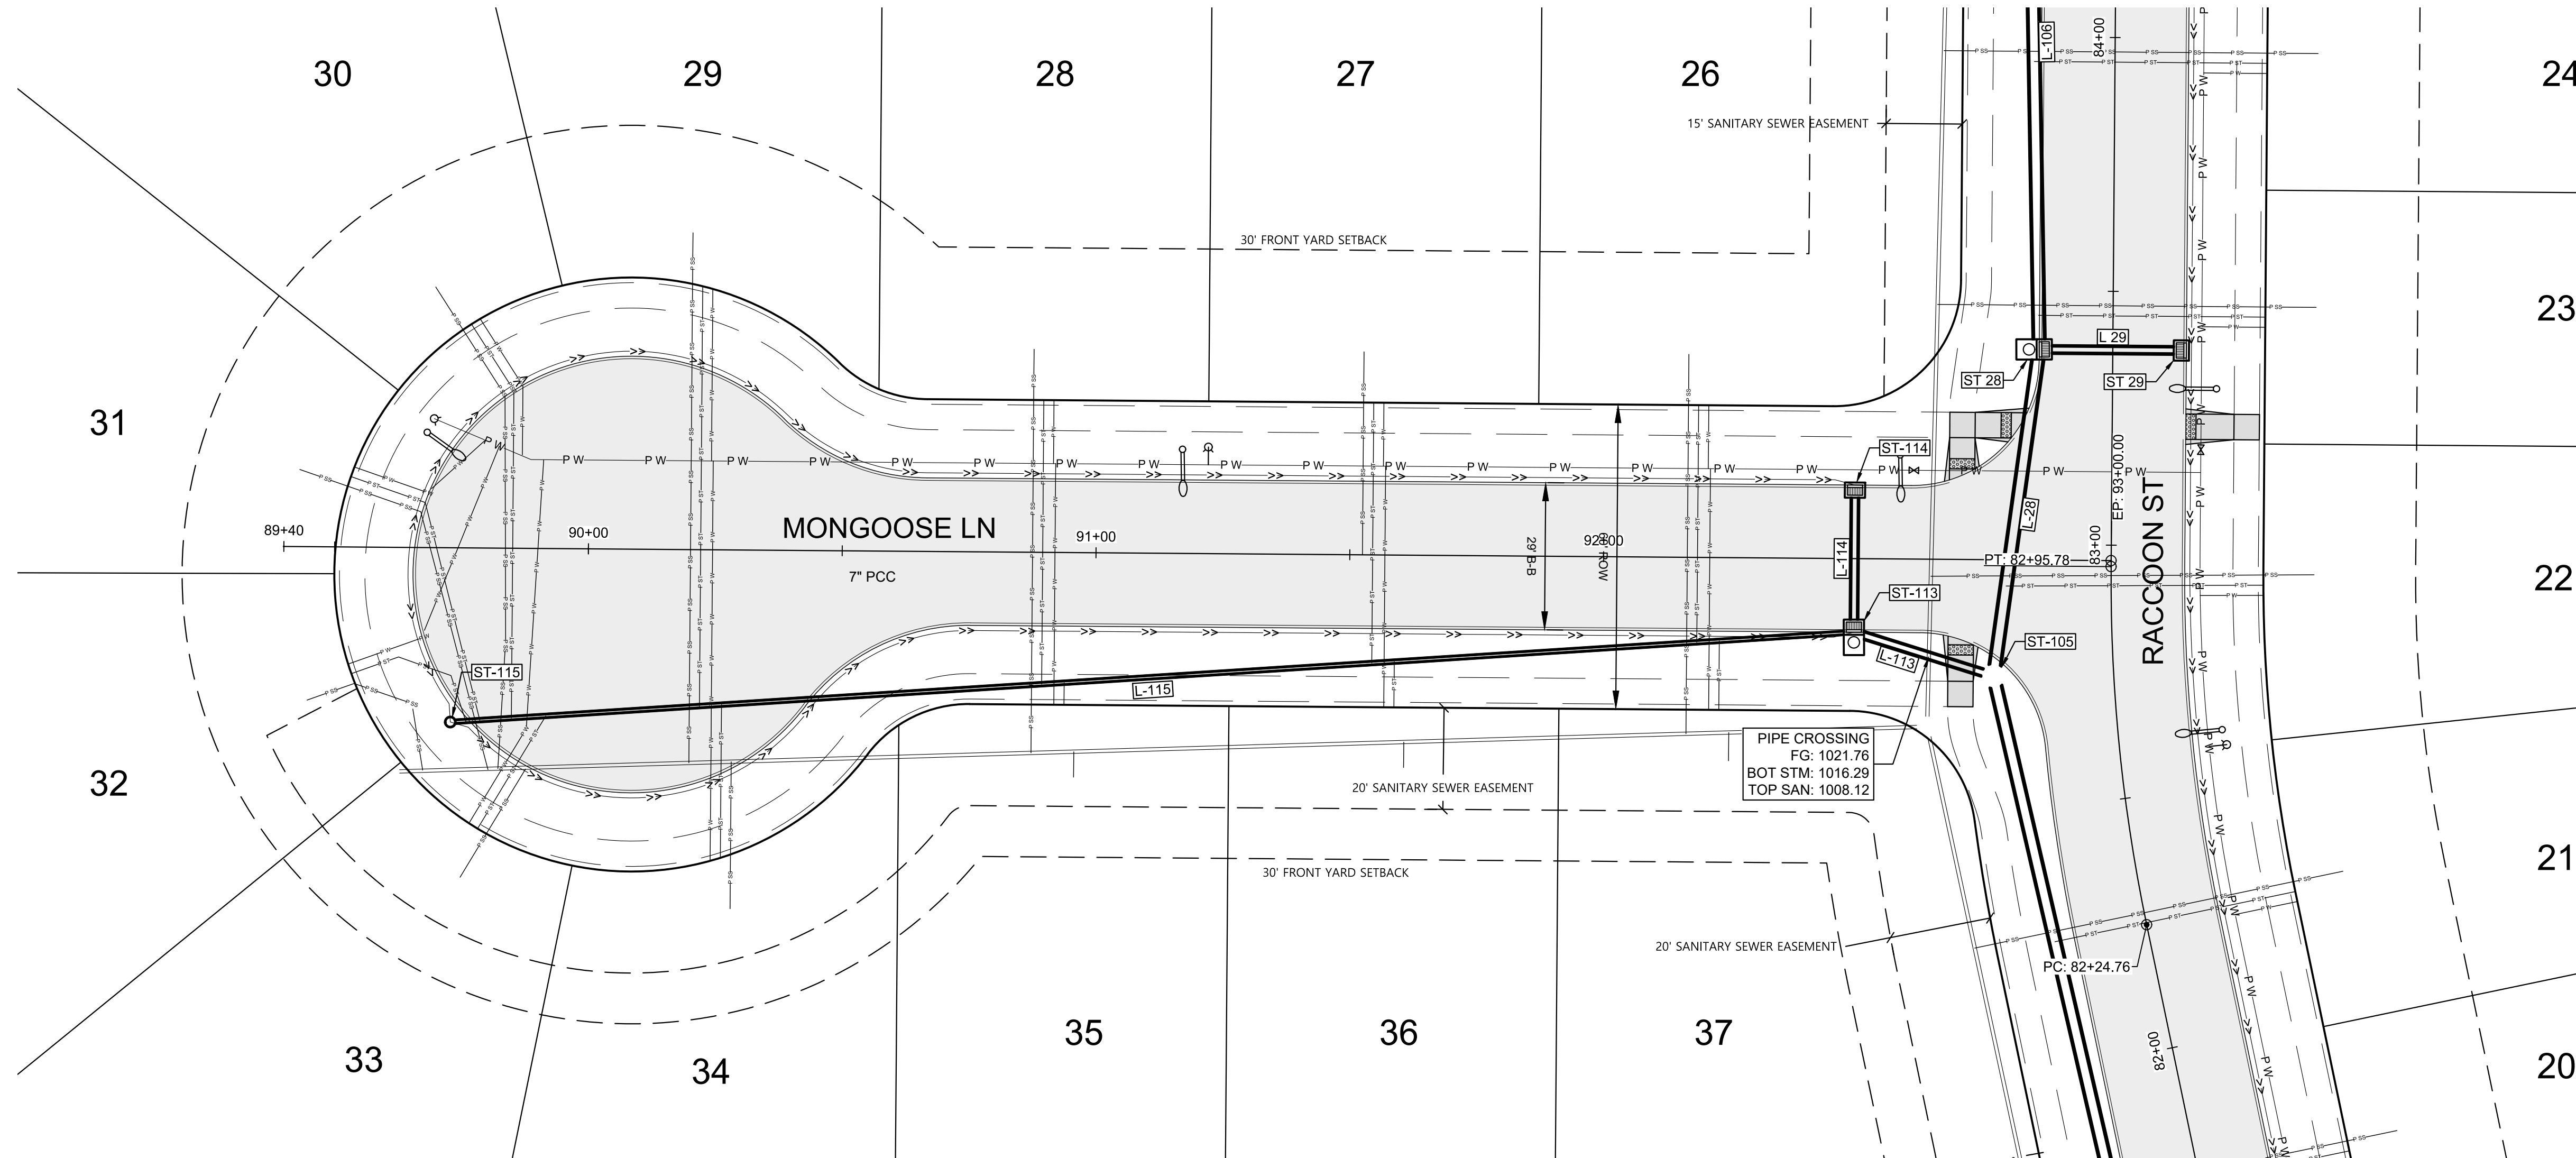 30
29
28
27
26
24
L-106
84+00
15' SANITARY SEWER EASEMENT
30' FRONT YARD SETBACK
23
L 29
ST 28
ST 29
31
ST-114
EP: 93+00.00
L-28
89+40
90+00
MONGOOSE LN
91+00
92+00
7" PCC
29' B-B
ROW
L-114
PT: 82+95.78
83+00
RACCOON ST
22
ST-113
ST-105
L-113
ST-115
L-115
PIPE CROSSING
FG: 1021.76
BOT STM: 1016.29
TOP SAN: 1008.12
32
20' SANITARY SEWER EASEMENT
30' FRONT YARD SETBACK
21
20' SANITARY SEWER EASEMENT
PC: 82+24.76
33
34
35
36
37
82+00
20
P W
P SS
P ST